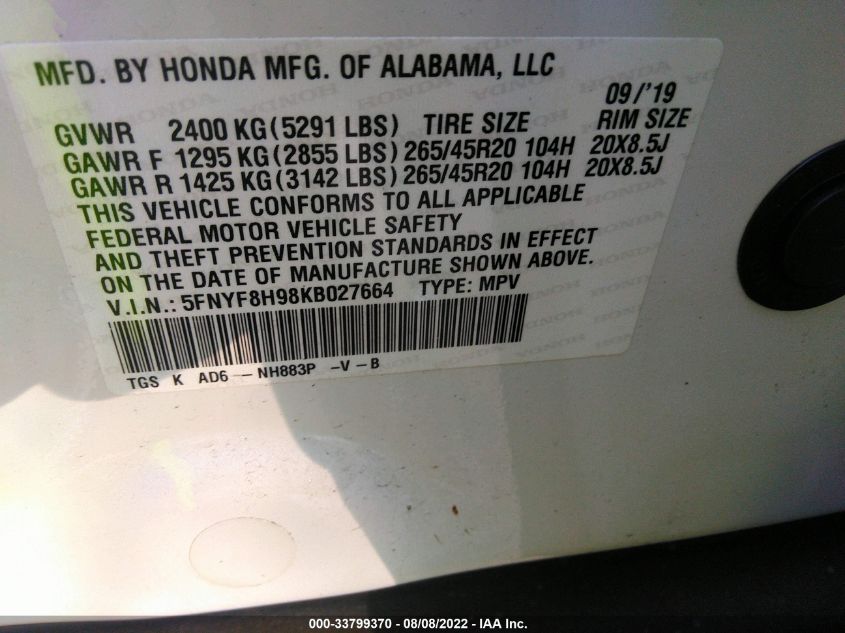 MFD. BY HONDA MFG. OF ALABAMA, LLC
09/'19
GVWR 2400 KG(5291 LBS) TIRE SIZE RIM SIZE
GAWR F 1295 KG(2855 LBS)265/45R20 104H 20X8.5J
GAWR R 1425 KG(3142 LBS)265/45R20 104H 20X8.5J
THIS VEHICLE CONFORMS TO ALL APPLICABLE
FEDERAL MOTOR VEHICLE SAFETY
AND THEFT PREVENTION STANDARDS IN EFFECT
ON THE DATE OF MANUFACTURE SHOWN ABOVE.
V.I.N.: 5FNYF8H98KB027664 TYPE: MPV
TGS K AD6 – NH883P -V - B
000-33799370 - 08/08/2022 - IAA Inc.